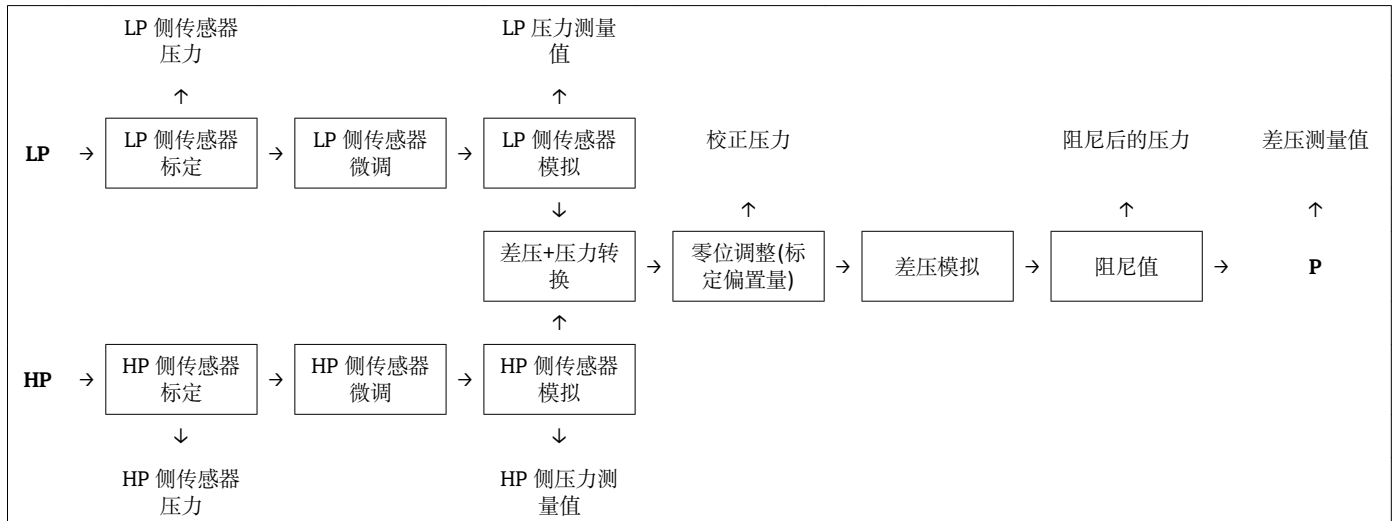 LP 侧传感器
压力
LP 压力测量
值
↑
↑
LP
→
LP 侧传感器
标定
→
LP 侧传感器
微调
→
LP 侧传感器
模拟
校正压力
阻尼后的压力
差压测量值
↓
↑
↑
↑
差压+压力转
换
→
零位调整(标
定偏置量)
→
差压模拟
→
阻尼值
→
P
↑
HP
→
HP 侧传感器
标定
→
HP 侧传感器
微调
→
HP 侧传感器
模拟
↓
↓
HP 侧传感器
压力
HP 侧压力测
量值